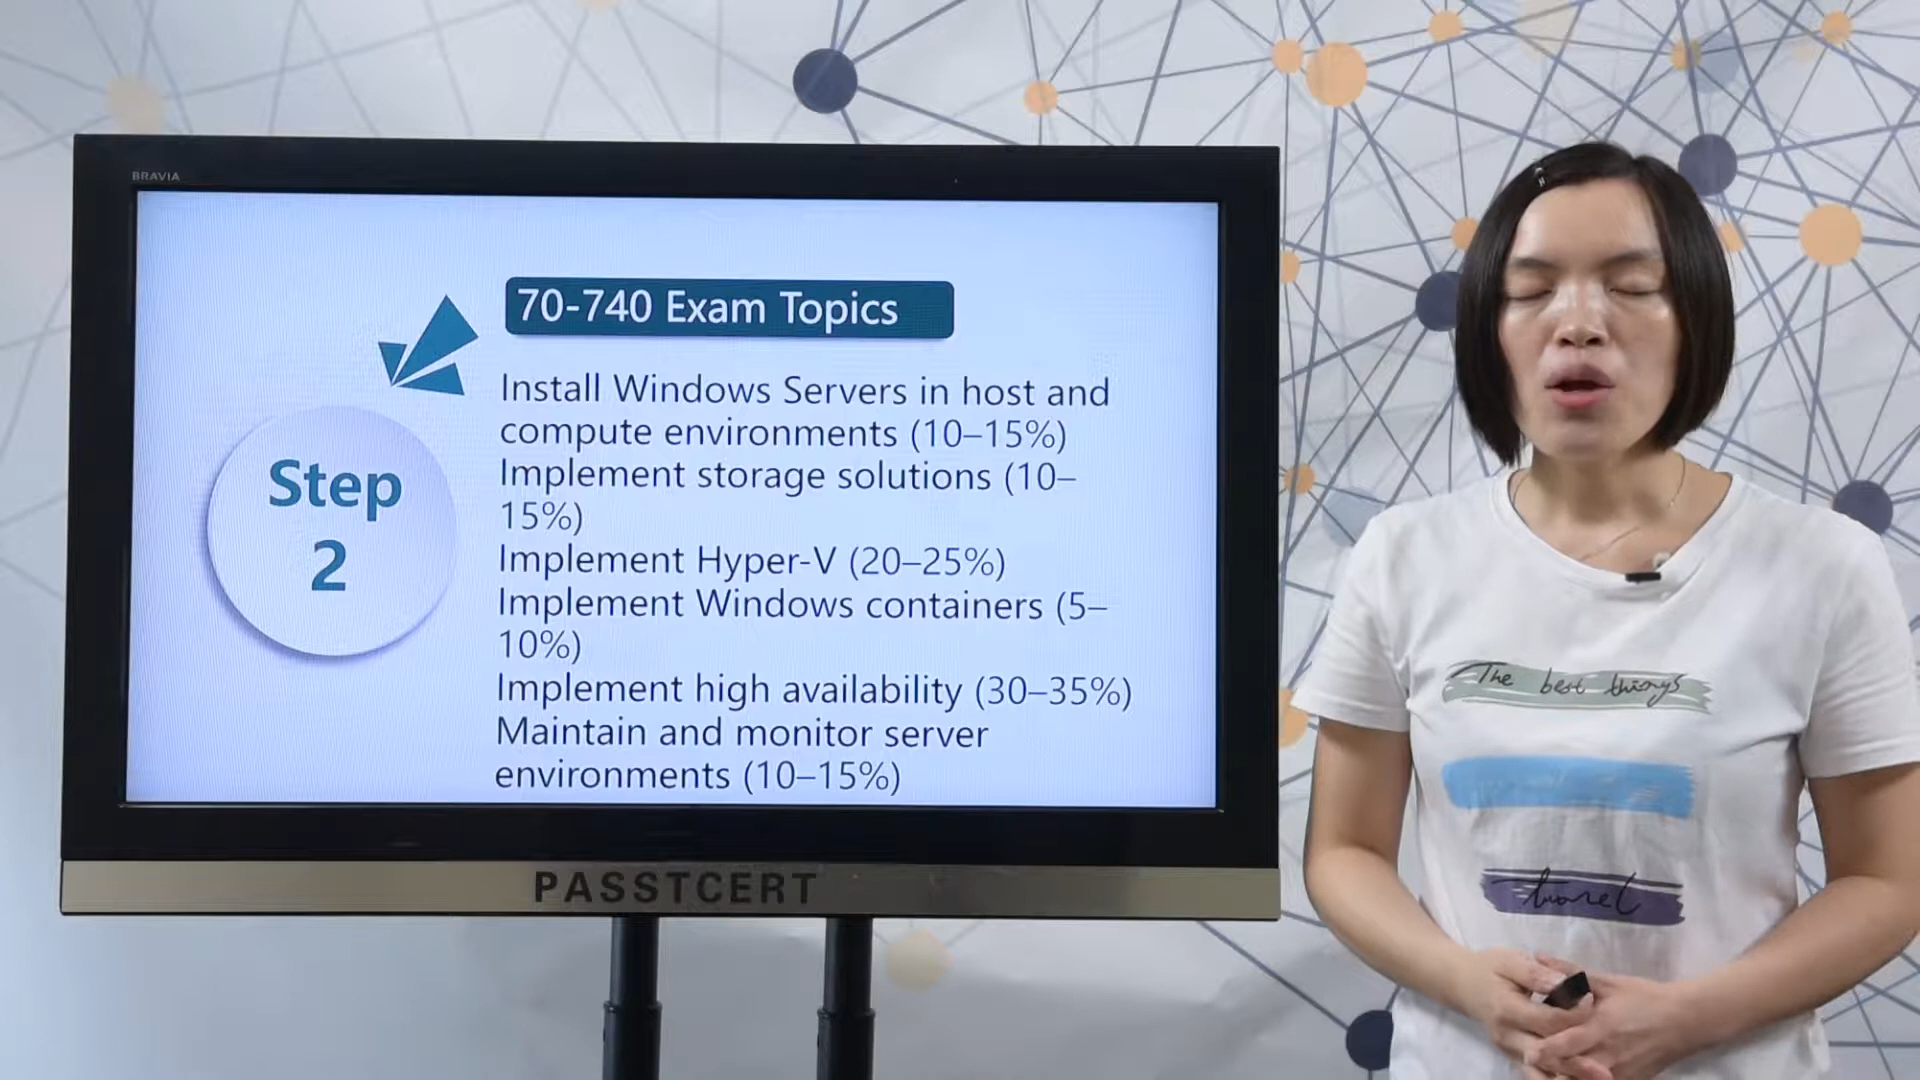 BRAVIA
70-740 Exam Topics
Install Windows Servers in host and
compute environments (10–15%)
Implement storage solutions (10–
15%)
Implement Hyper-V (20–25%)
Implement Windows containers (5–
10%)
Implement high availability (30–35%)
Maintain and monitor server
environments (10–15%)
Step
2
PASSTCERT
The best things
travel